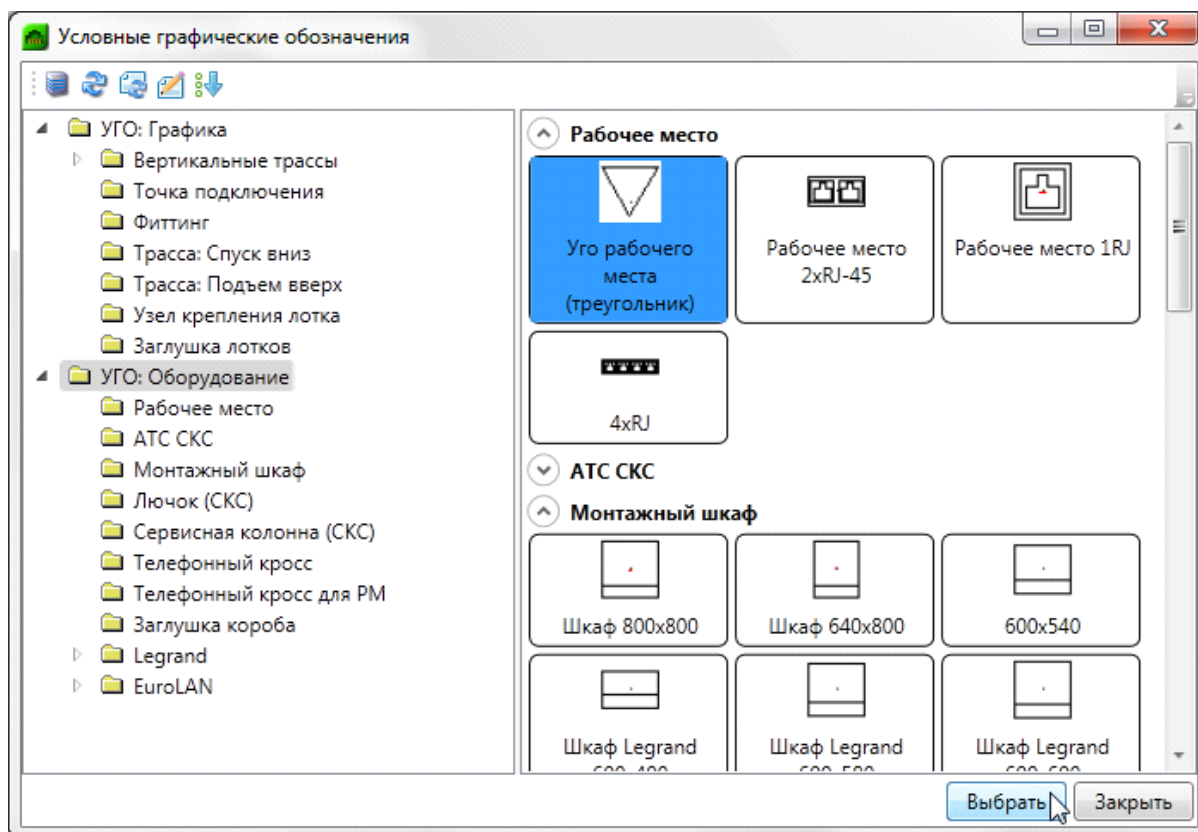 Условные графические обозначения
УГО: Графика
Вертикальные трассы
Точка подключения
Фиттинг
Трасса: Спуск вниз
Трасса: Подъем вверх
Узел крепления лотка
Заглушка лотков
УГО: Оборудование
Рабочее место
АТС СКС
Монтажный шкаф
Лючок (СКС)
Сервисная колонна (СКС)
Телефонный кросс
Телефонный кросс для РМ
Заглушка короба
Legrand
EuroLAN
Рабочее место
Уго рабочего
места
(треугольник)
Рабочее место
2xRJ-45
Рабочее место 1RJ
4xRJ
АТС СКС
Монтажный шкаф
Шкаф 800x800
Шкаф 640x800
600x540
Шкаф Legrand
Шкаф Legrand
Шкаф Legrand
Выбрать
Закрыть